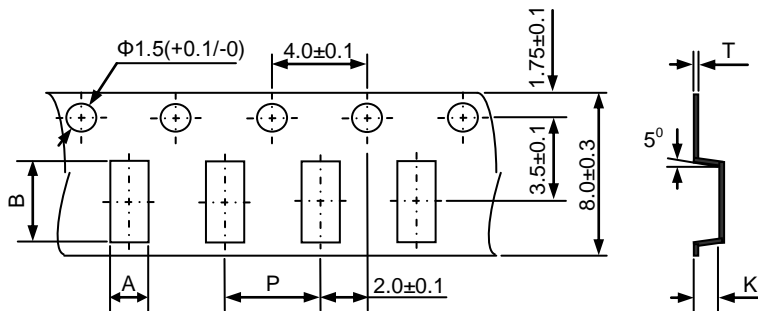 Φ1.5(+0.1/-0)
4.0±0.1
1.75±0.1
T
5⁰
3.5±0.1
8.0±0.3
B
A
P
2.0±0.1
K